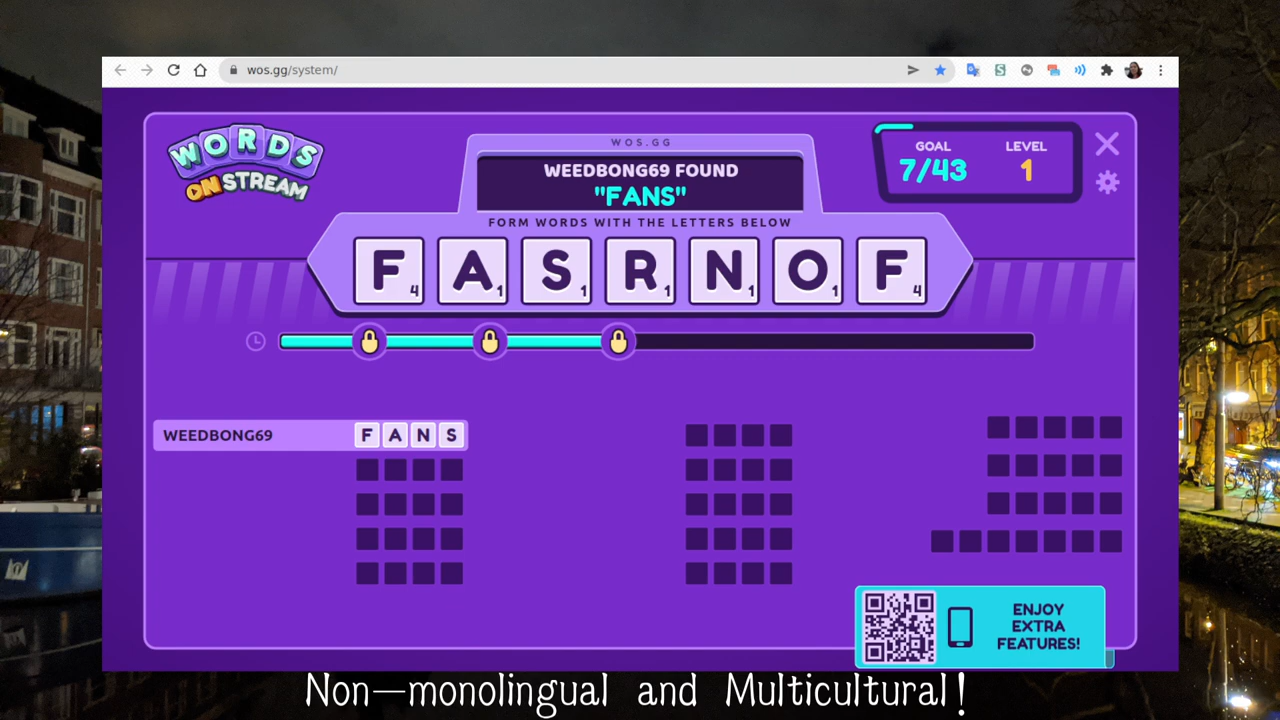 wos.gg/system/
WORDS
ON STREAM
WOS.GG
WEEDBONG69 FOUND
"FANS"
FORM WORDS WITH THE LETTERS BELOW
GOAL
7/43
LEVEL
1
F4 A1 S1 R1 N1 O1 F4
WEEDBONG69 F A N S
ENJOY
EXTRA
FEATURES!
Non—monolingual and Multicultural!